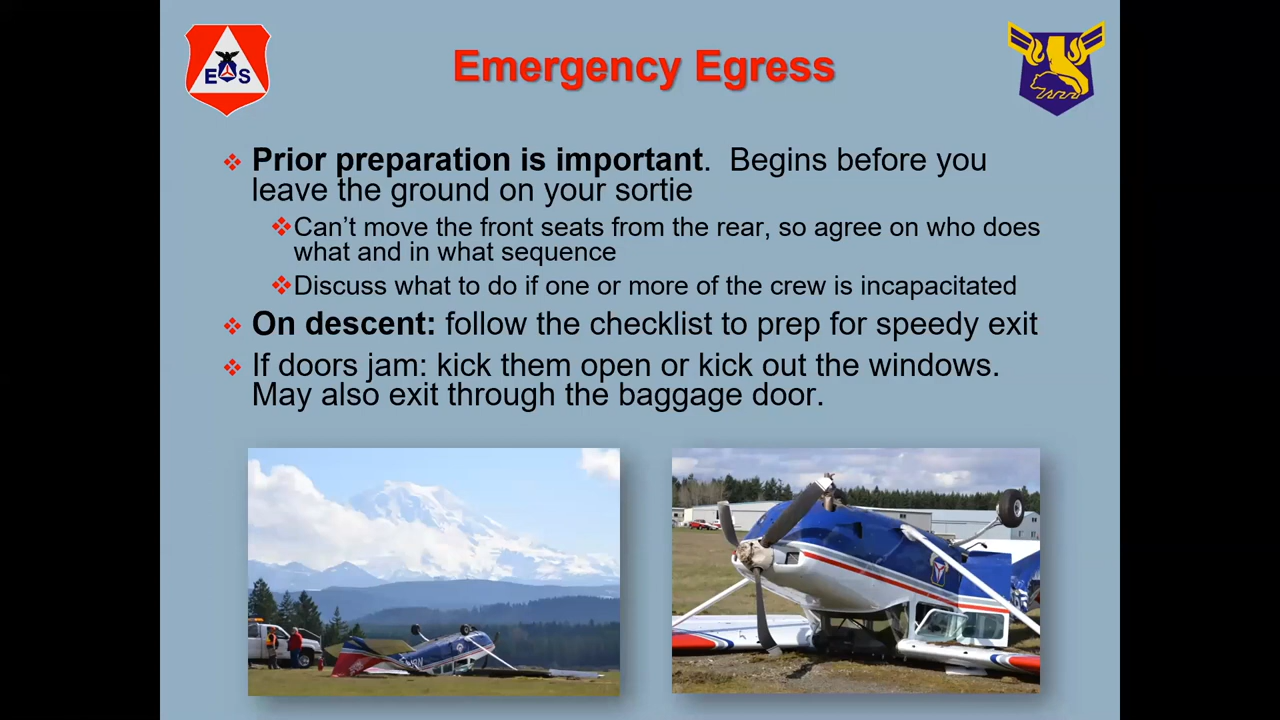 E S
Emergency Egress
Prior preparation is important. Begins before you
leave the ground on your sortie
Can't move the front seats from the rear, so agree on who does
what and in what sequence
Discuss what to do if one or more of the crew is incapacitated
On descent: follow the checklist to prep for speedy exit
If doors jam: kick them open or kick out the windows.
May also exit through the baggage door.